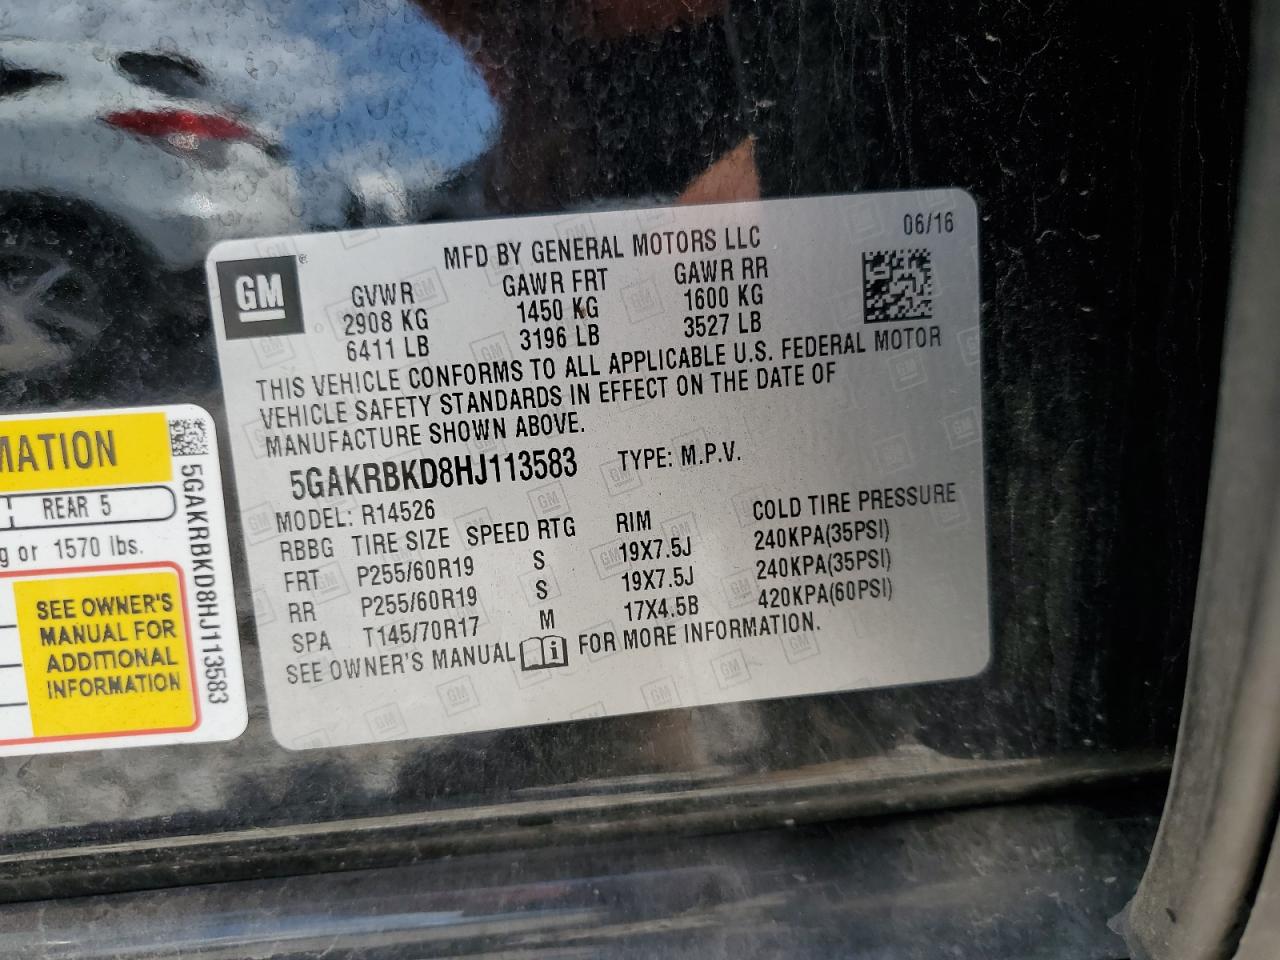 MFD BY GENERAL MOTORS LLC
06/16
GM
GVWR GAWR FRT GAWR RR
2908 KG 1450 KG 1600 KG
6411 LB 3196 LB 3527 LB
THIS VEHICLE CONFORMS TO ALL APPLICABLE U.S. FEDERAL MOTOR
VEHICLE SAFETY STANDARDS IN EFFECT ON THE DATE OF
MANUFACTURE SHOWN ABOVE.
5GAKRBKD8HJ113583 TYPE: M.P.V.
MODEL: R14526
RBBG TIRE SIZE SPEED RTG RIM COLD TIRE PRESSURE
FRT P255/60R19 S 19X7.5J 240KPA(35PSI)
RR P255/60R19 S 19X7.5J 240KPA(35PSI)
SPA T145/70R17 M 17X4.5B 420KPA(60PSI)
SEE OWNER'S MANUAL FOR MORE INFORMATION.
MATION
REAR 5
g or 1570 lbs.
SEE OWNER'S
MANUAL FOR
ADDITIONAL
INFORMATION
5GAKRBKD8HJ113583